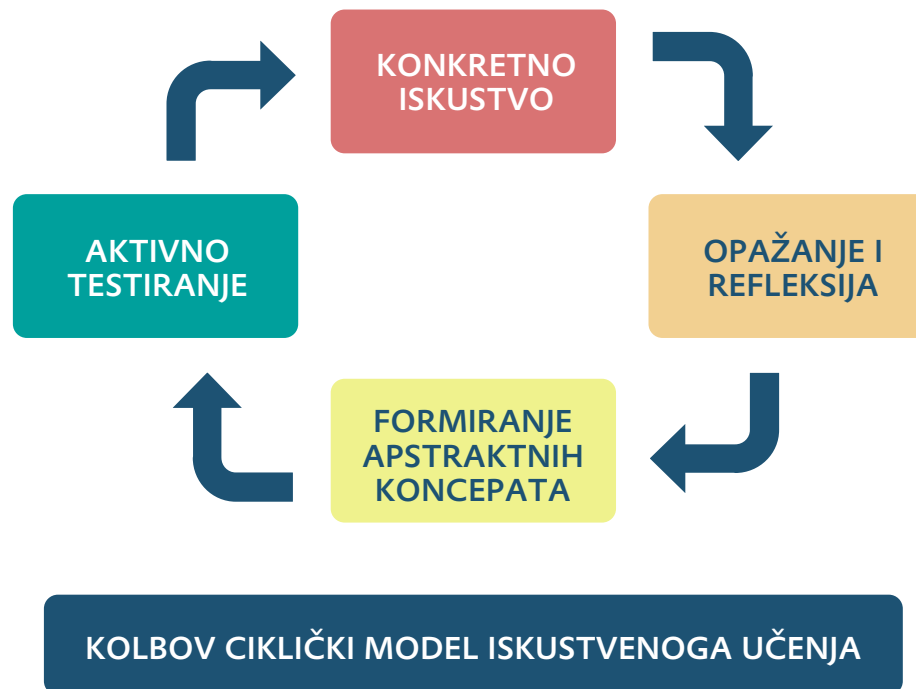 KONKRETNO
ISKUSTVO
OPAŽANJE I
REFLEKSIJA
FORMIRANJE
APSTRAKTNIH
KONCEPATA
AKTIVNO
TESTIRANJE
KOLBOV CIKLIČKI MODEL ISKUSTVENOGA UČENJA